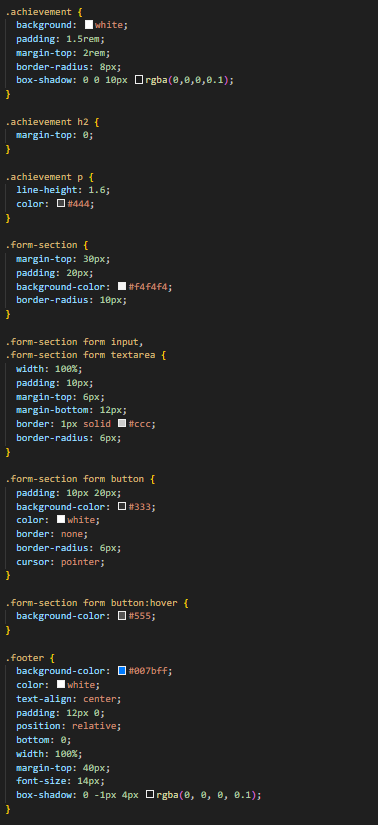 .achievement {
  background: white;
  padding: 1.5rem;
  margin-top: 2rem;
  border-radius: 8px;
  box-shadow: 0 0 10px rgba(0,0,0,0.1);
}

.achievement h2 {
  margin-top: 0;
}

.achievement p {
  line-height: 1.6;
  color: #444;
}

.form-section {
  margin-top: 30px;
  padding: 20px;
  background-color: #f4f4f4;
  border-radius: 10px;
}

.form-section form input,
.form-section form textarea {
  width: 100%;
  padding: 10px;
  margin-top: 6px;
  margin-bottom: 12px;
  border: 1px solid #ccc;
  border-radius: 6px;
}

.form-section form button {
  padding: 10px 20px;
  background-color: #333;
  color: white;
  border: none;
  border-radius: 6px;
  cursor: pointer;
}

.form-section form button:hover {
  background-color: #555;
}

.footer {
  background-color: #007bff;
  color: white;
  text-align: center;
  padding: 12px 0;
  position: relative;
  bottom: 0;
  width: 100%;
  margin-top: 40px;
  font-size: 14px;
  box-shadow: 0 -1px 4px rgba(0, 0, 0, 0.1);
}